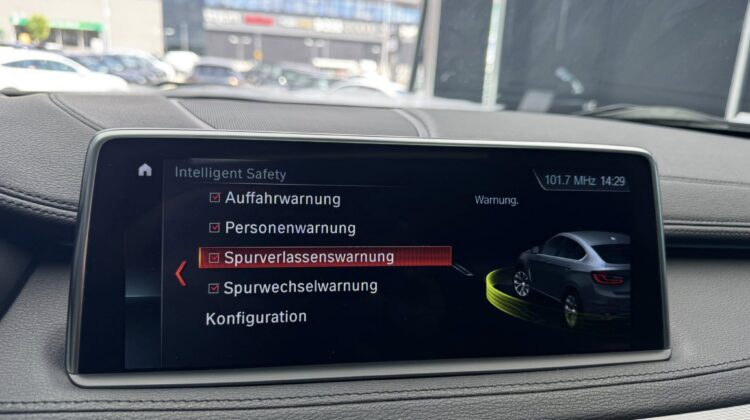 Intelligent Safety
101.7 MHz 14:29
Auffahrwarnung
Warnung.
Personenwarnung
Spurverlassenswarnung
Spurwechselwarnung
Konfiguration